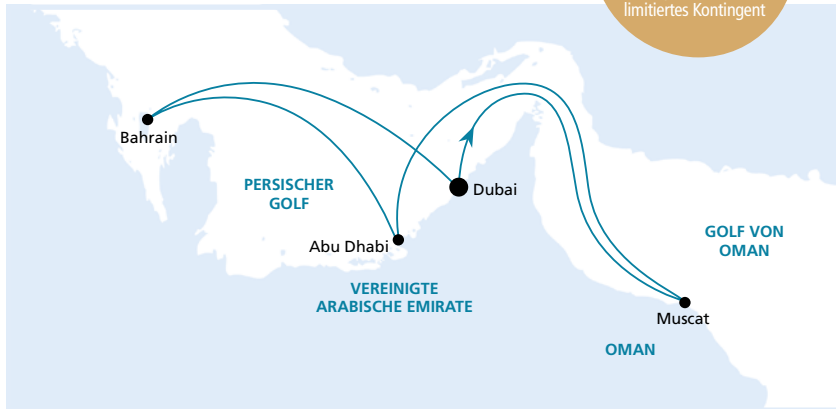 limitiertes Kontingent
Bahrain
PERSISCHER
GOLF
Dubai
Abu Dhabi
GOLF VON
OMAN
VEREINIGTE
ARABISCHE EMIRATE
Muscat
OMAN